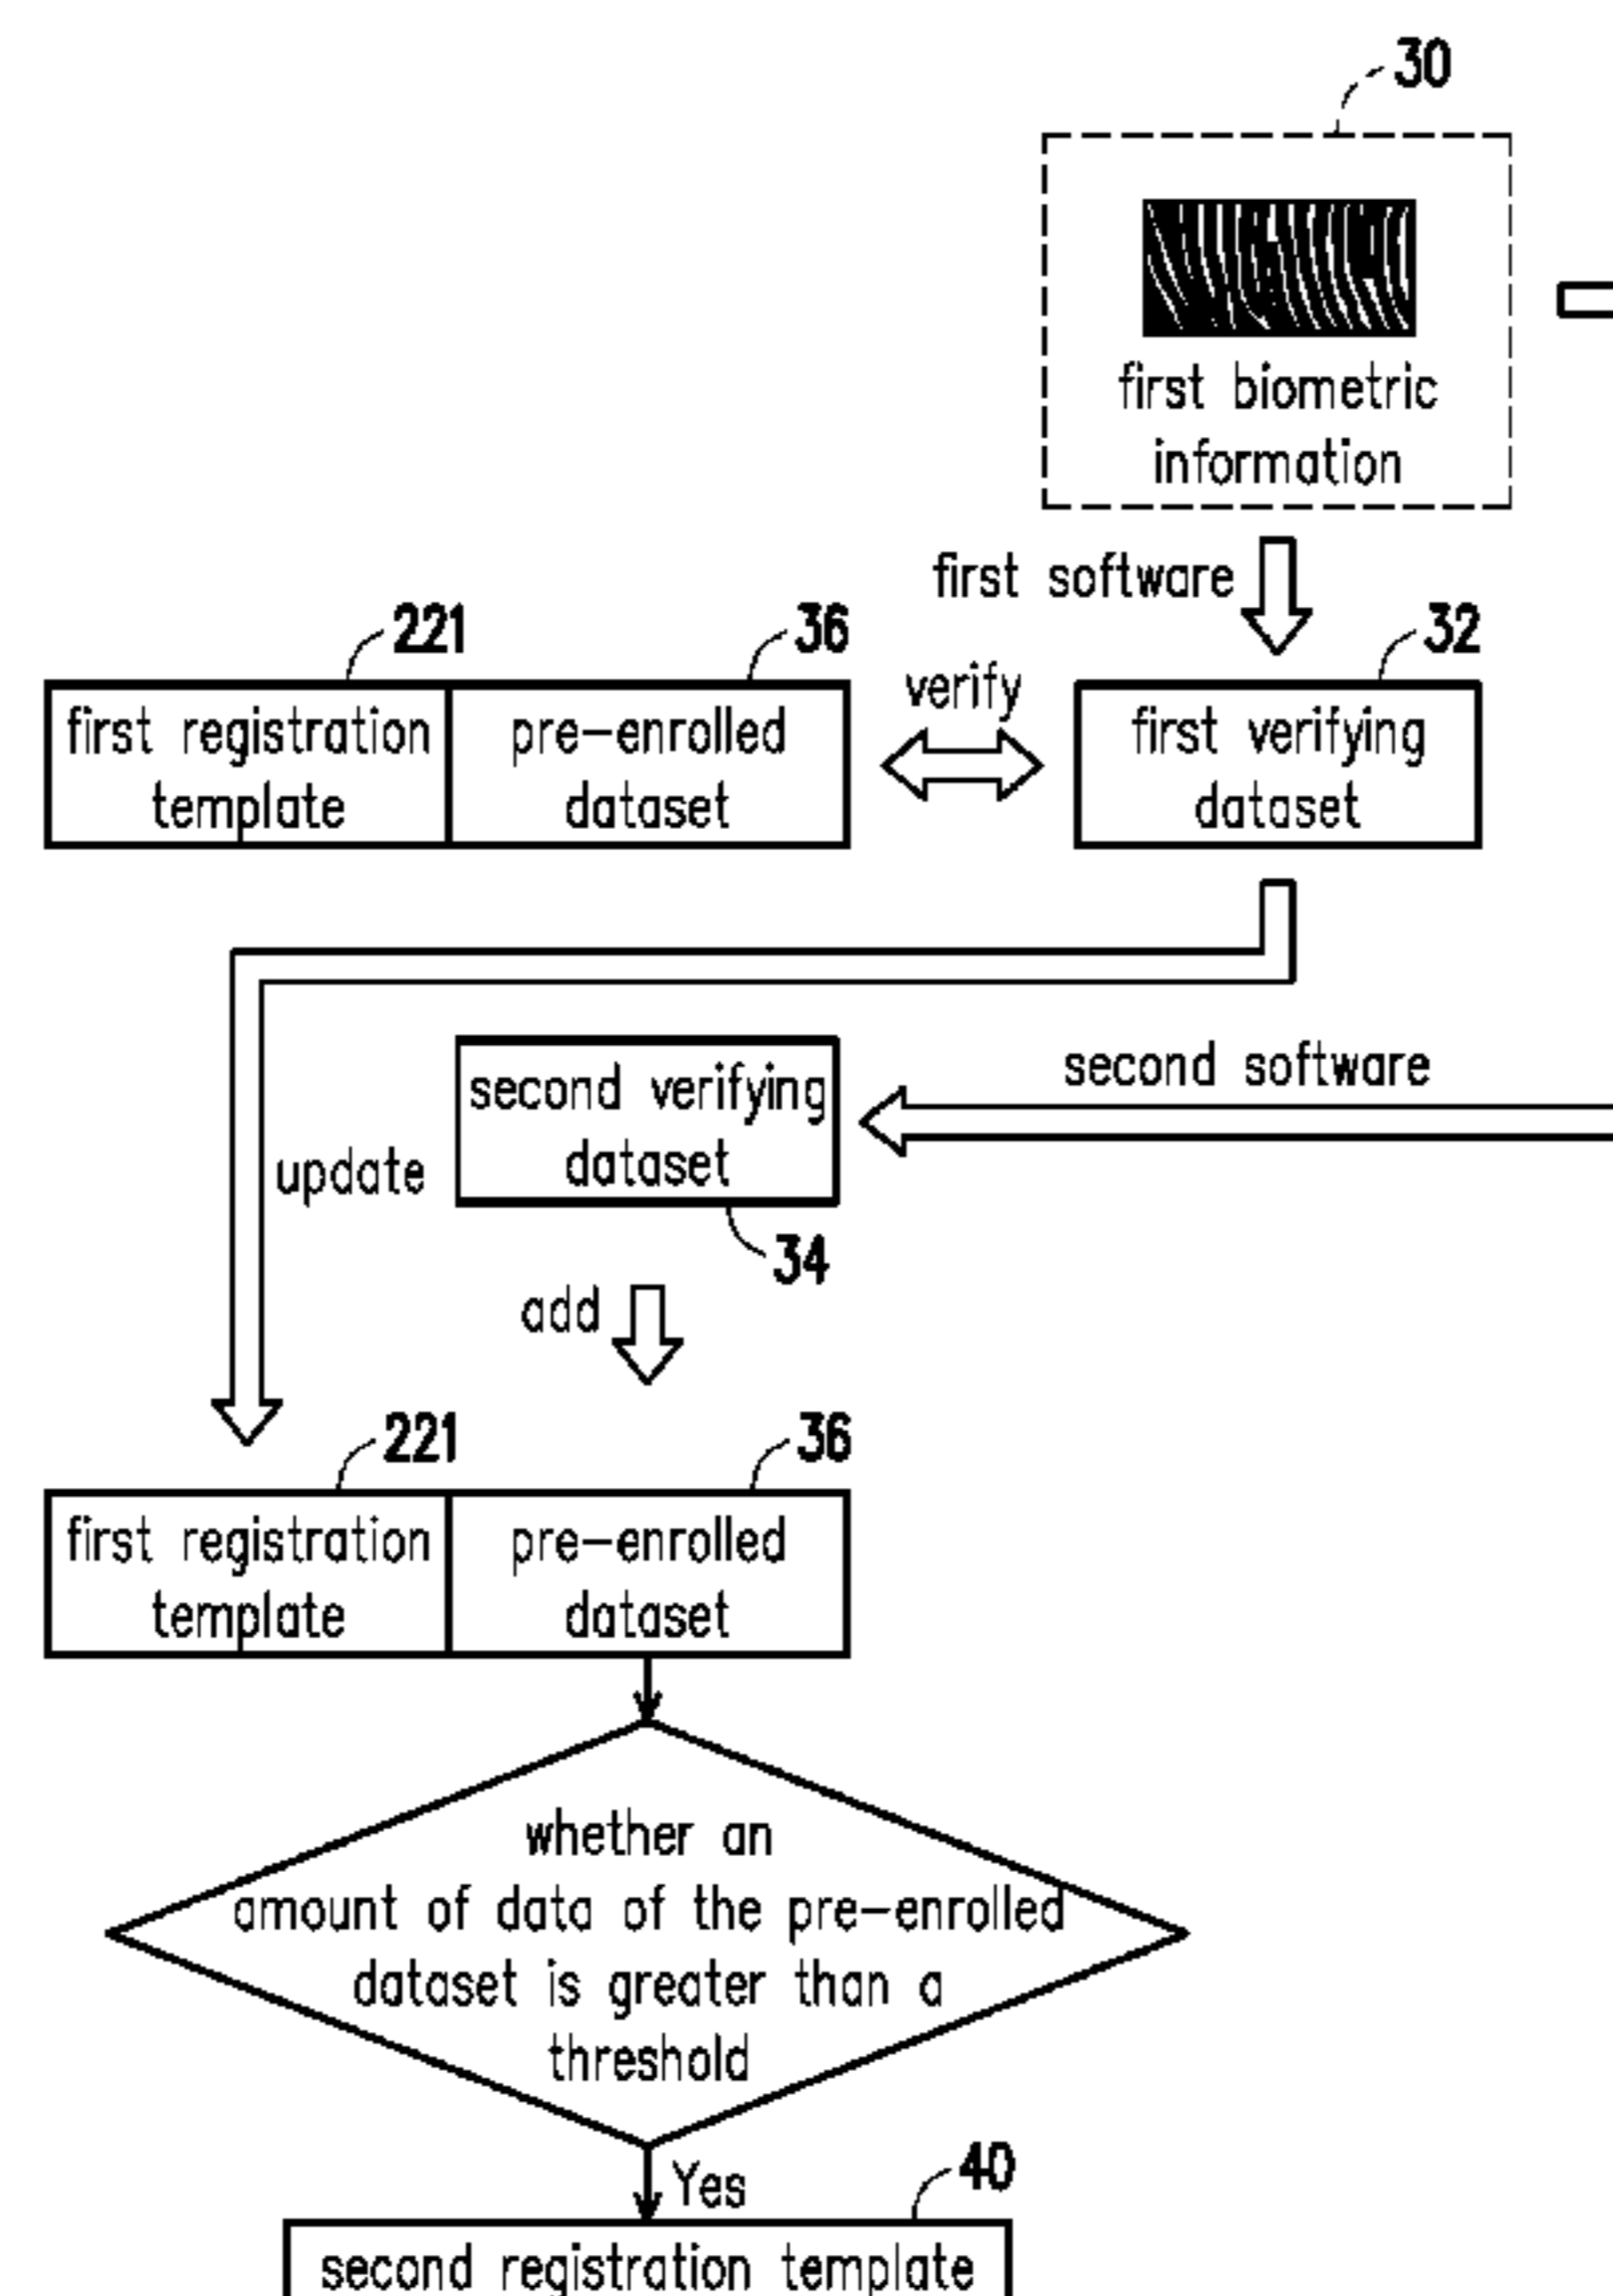 30
first biometric
information
first software
221
36
32
verify
first registration
template
pre-enrolled
dataset
first verifying
dataset
second software
second verifying
dataset
update
34
add
221
36
first registration
template
pre-enrolled
dataset
whether an
amount of data of the pre-enrolled
dataset is greater than a
threshold
Yes
40
second registration template